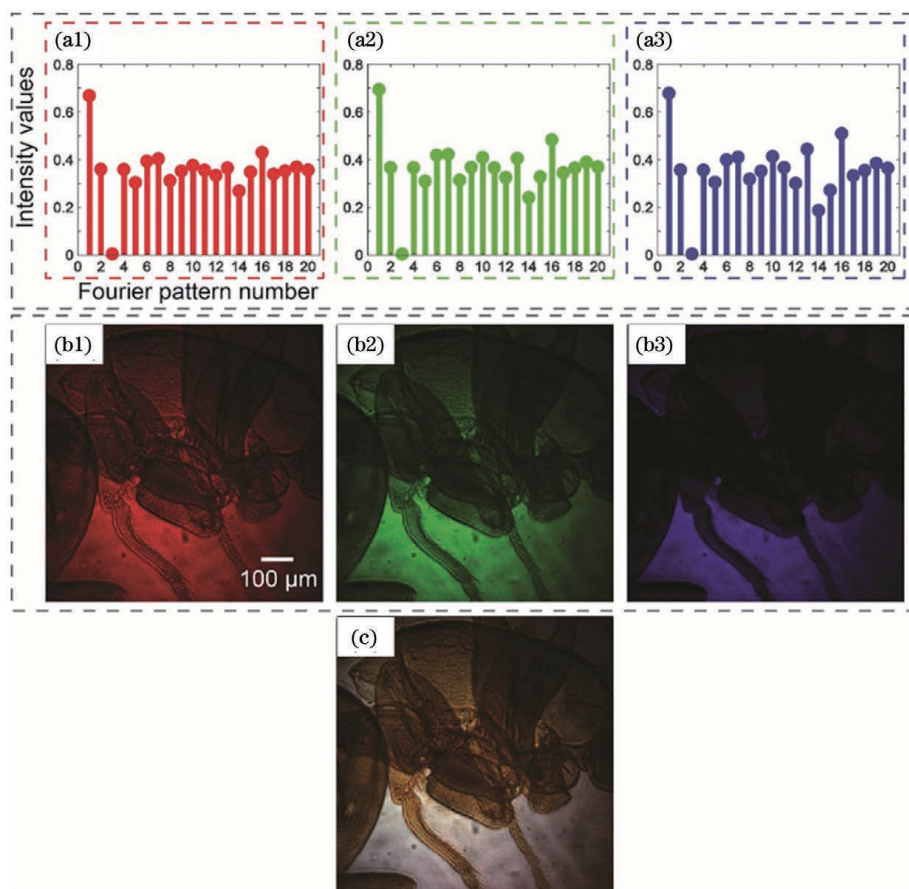 (a1)
(a2)
(a3)
Intensity values
0.8
0.6
0.4
0.2
0
0 2 4 6 8 10 12 14 16 18 20
0.8
0.6
0.4
0.2
0
0 2 4 6 8 10 12 14 16 18 20
0.8
0.6
0.4
0.2
0
0 2 4 6 8 10 12 14 16 18 20
Fourier pattern number
(b1)
(b2)
(b3)
100 μm
(c)